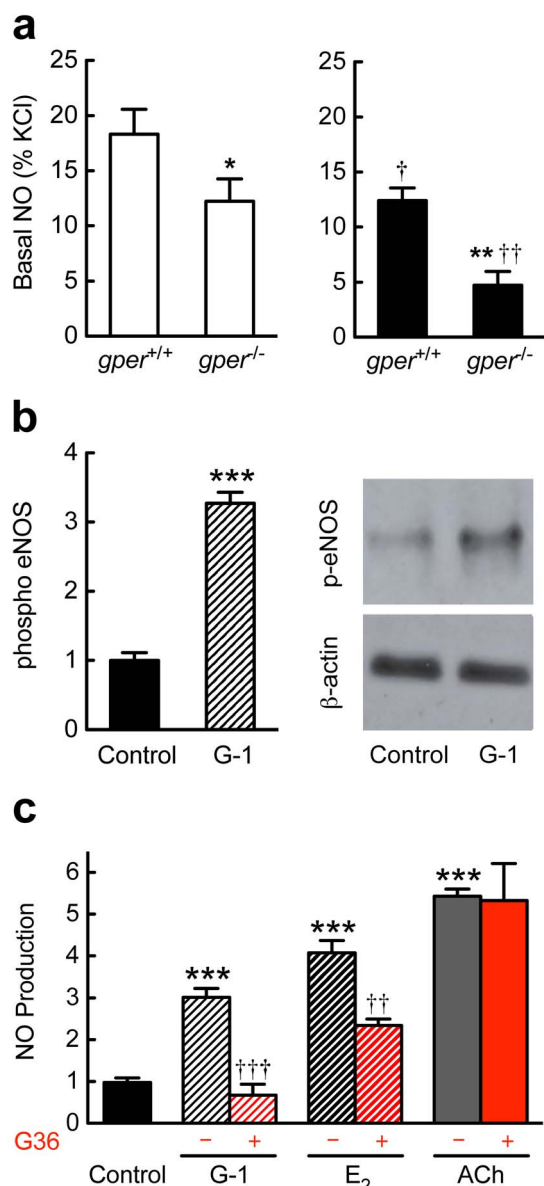 a
Basal NO (% KCl)
25
20
15
10
5
0
*
gper+/+ gper-/-
25
20
15
10
5
0
†
** ††
gper+/+ gper-/-
b
phospho eNOS
4
3
2
1
0
***
Control G-1
p-eNOS
β-actin
Control G-1
c
NO Production
6
5
4
3
2
1
0
***
†††
***
††
***
G36 − + − + − +
Control G-1 E2 ACh